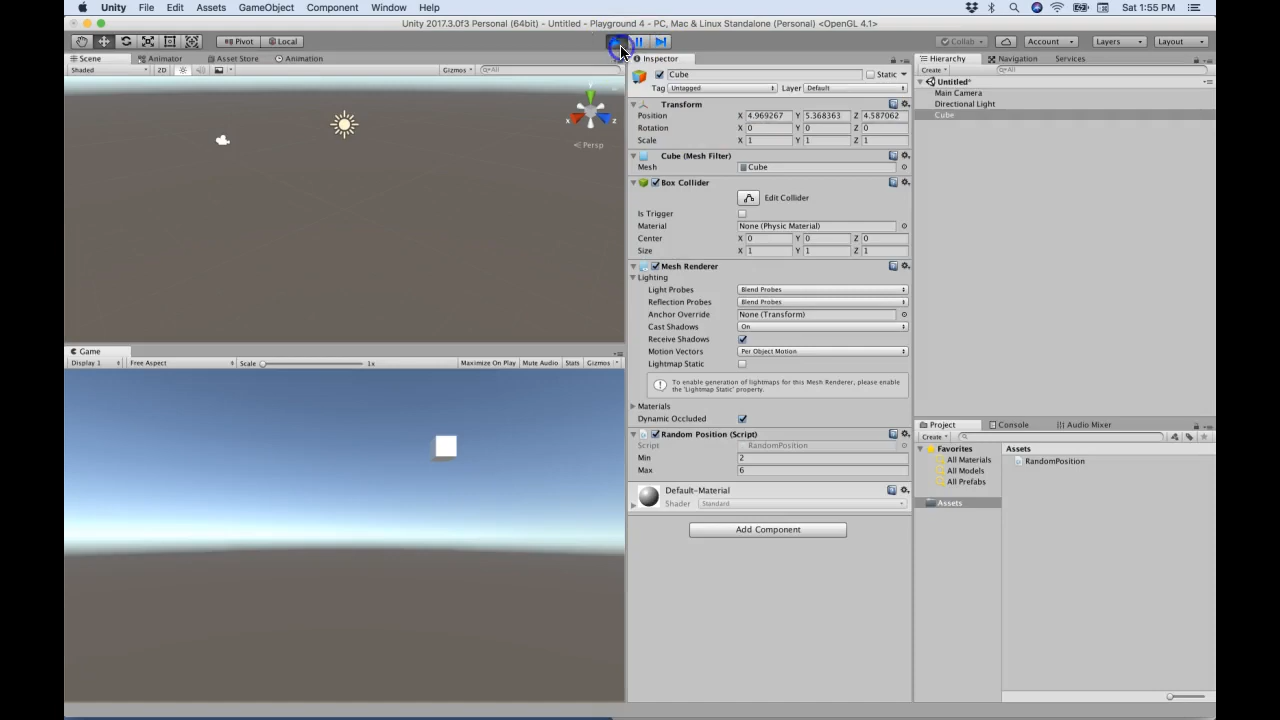 Unity File Edit Assets GameObject Component Window Help Sat 1:55 PM
Unity 2017.3.0f3 Personal (64bit) - Untitled - Playground 4 - PC, Mac & Linux Standalone (Personal) <OpenGL 4.1>
Pivot Local Collab Account Layers Layout
Scene Animator Asset Store Animation
Shaded 2D Gizmos All
x z
Persp
Game
Display 1 Free Aspect Scale 1x Maximize On Play Mute Audio Stats Gizmos
Inspector
Cube Static
Tag Untagged Layer Default
Transform
Position X 4.969267 Y 5.368363 Z 4.587062
Rotation X 0 Y 0 Z 0
Scale X 1 Y 1 Z 1
Cube (Mesh Filter)
Mesh Cube
Box Collider
Edit Collider
Is Trigger
Material None (Physic Material)
Center X 0 Y 0 Z 0
Size X 1 Y 1 Z 1
Mesh Renderer
Lighting
Light Probes Blend Probes
Reflection Probes Blend Probes
Anchor Override None (Transform)
Cast Shadows On
Receive Shadows
Motion Vectors Per Object Motion
Lightmap Static
To enable generation of lightmaps for this Mesh Renderer, please enable
the 'Lightmap Static' property.
Materials
Dynamic Occluded
Random Position (Script)
Script RandomPosition
Min 2
Max 6
Default-Material
Shader Standard
Add Component
Hierarchy Navigation Services
Create All
Untitled*
Main Camera
Directional Light
Cube
Project Console Audio Mixer
Create
Favorites
All Materials
All Models
All Prefabs
Assets
Assets
RandomPosition